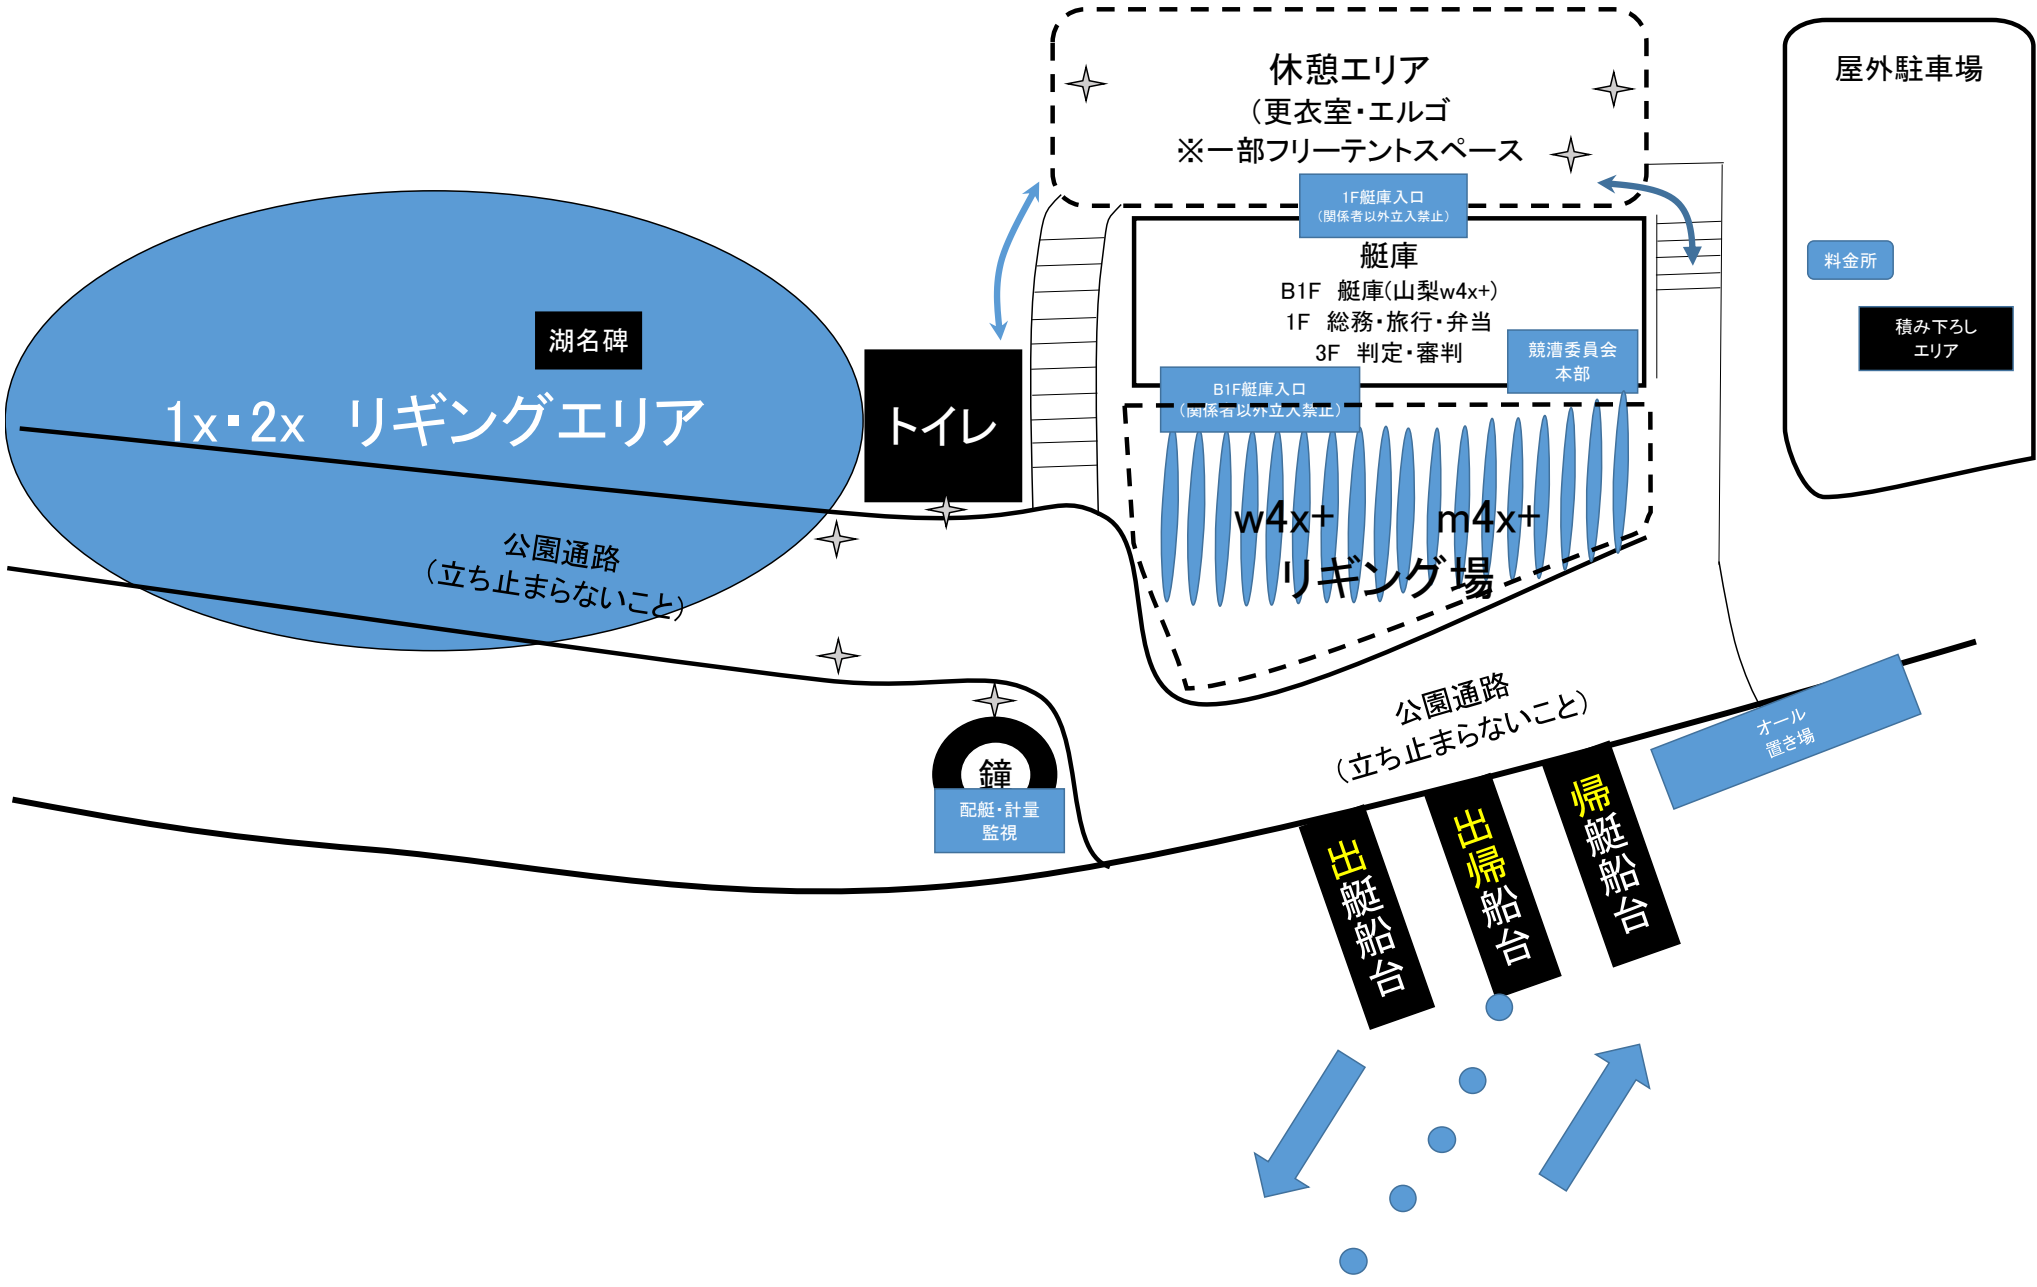 休憩エリア
（更衣室・エルゴ
※一部フリーテントスペース
屋外駐車場
1F艇庫入口
（関係者以外立入禁止）
艇庫
B1F　艇庫(山梨w4x+)
1F　総務・旅行・弁当
3F　判定・審判
料金所
積み下ろし
エリア
競漕委員会
本部
B1F艇庫入口
（関係者以外立入禁止）
湖名碑
1x・2x　リギングエリア
トイレ
w4x+
m4x+
リギング場
公園通路
（立ち止まらないこと）
公園通路
（立ち止まらないこと）
鐘
配艇・計量
監視
オール
置き場
出艇船台
出帰船台
帰艇船台